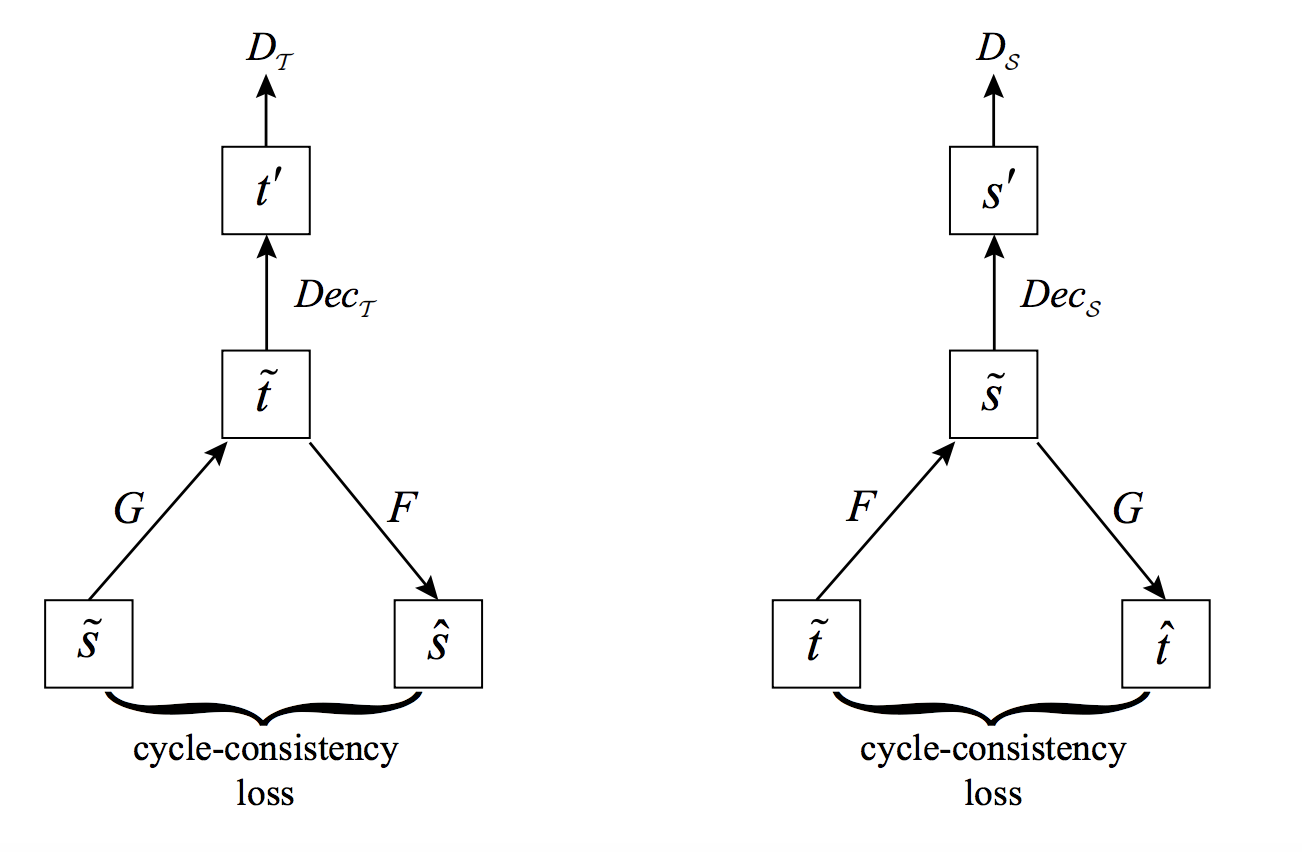 D_𝒯
D_𝒮
t′
s′
Dec_𝒯
Dec_𝒮
t̃
s̃
G
F
F
G
s̃
ŝ
t̃
t̂
cycle-consistency
loss
cycle-consistency
loss